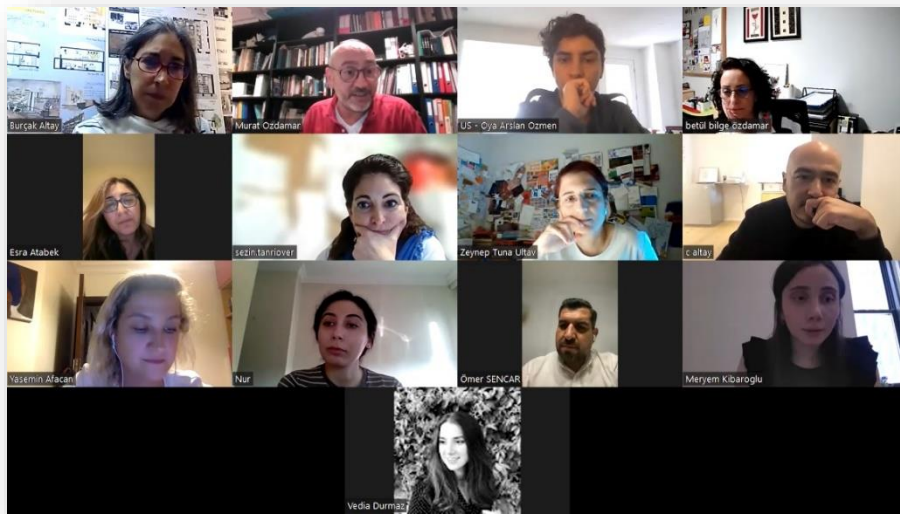 Burçak Altay
Murat Ozdamar
US - Oya Arslan Ozmen
betül bilge özdamar
Esra Atabek
sezin.tanriover
Zeynep Tuna Ultav
c altay
Yasemin Afacan
Nur
Ömer SENCAR
Meryem Kibaroglu
Vedia Durmaz